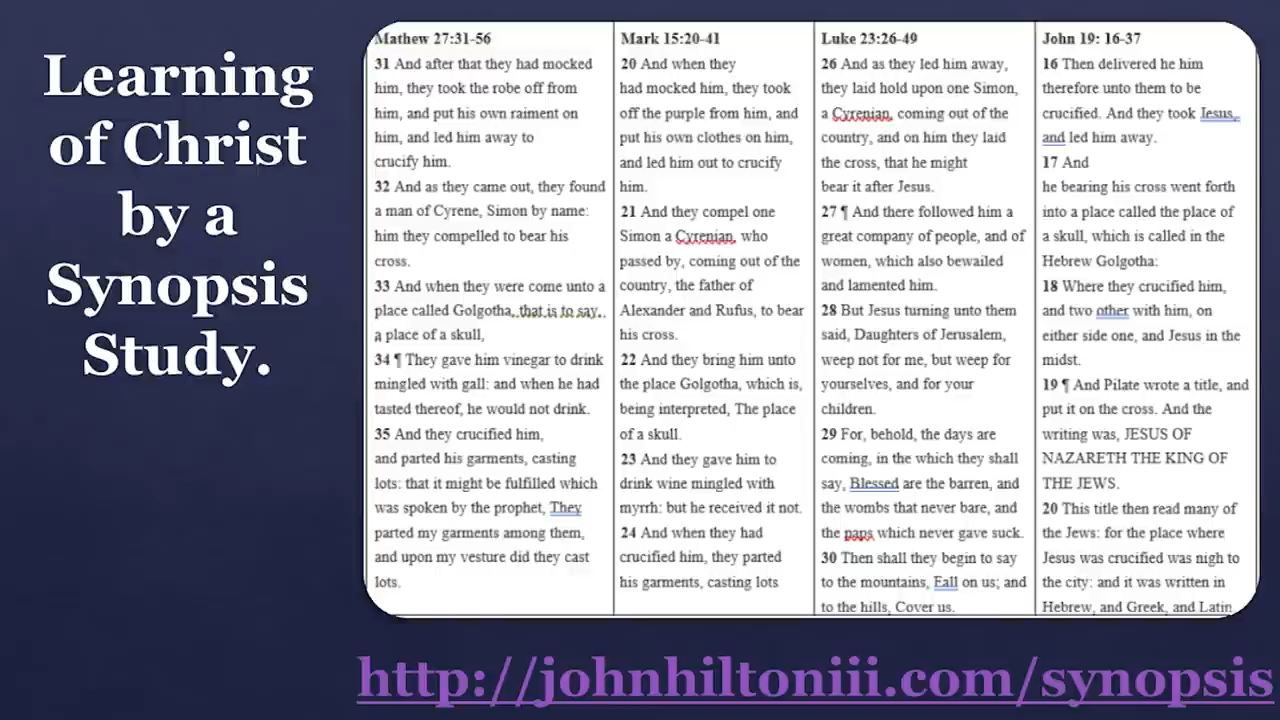 Learning
of Christ
by a
Synopsis
Study.
Mathew 27:31-56
31 And after that they had mocked
him, they took the robe off from
him, and put his own raiment on
him, and led him away to
crucify him.
32 And as they came out, they found
a man of Cyrene, Simon by name:
him they compelled to bear his
cross.
33 And when they were come unto a
place called Golgotha, that is to say,
a place of a skull,
34 ¶ They gave him vinegar to drink
mingled with gall: and when he had
tasted thereof, he would not drink.
35 And they crucified him,
and parted his garments, casting
lots: that it might be fulfilled which
was spoken by the prophet, They
parted my garments among them,
and upon my vesture did they cast
lots.
Mark 15:20-41
20 And when they
had mocked him, they took
off the purple from him, and
put his own clothes on him,
and led him out to crucify
him.
21 And they compel one
Simon a Cyrenian, who
passed by, coming out of the
country, the father of
Alexander and Rufus, to bear
his cross.
22 And they bring him unto
the place Golgotha, which is,
being interpreted, The place
of a skull.
23 And they gave him to
drink wine mingled with
myrrh: but he received it not.
24 And when they had
crucified him, they parted
his garments, casting lots
Luke 23:26-49
26 And as they led him away,
they laid hold upon one Simon,
a Cyrenian, coming out of the
country, and on him they laid
the cross, that he might
bear it after Jesus.
27 ¶ And there followed him a
great company of people, and of
women, which also bewailed
and lamented him.
28 But Jesus turning unto them
said, Daughters of Jerusalem,
weep not for me, but weep for
yourselves, and for your
children.
29 For, behold, the days are
coming, in the which they shall
say, Blessed are the barren, and
the wombs that never bare, and
the paps which never gave suck.
30 Then shall they begin to say
to the mountains, Fall on us; and
to the hills, Cover us.
John 19: 16-37
16 Then delivered he him
therefore unto them to be
crucified. And they took Jesus,
and led him away.
17 And
he bearing his cross went forth
into a place called the place of
a skull, which is called in the
Hebrew Golgotha:
18 Where they crucified him,
and two other with him, on
either side one, and Jesus in the
midst.
19 ¶ And Pilate wrote a title, and
put it on the cross. And the
writing was, JESUS OF
NAZARETH THE KING OF
THE JEWS.
20 This title then read many of
the Jews: for the place where
Jesus was crucified was nigh to
the city: and it was written in
Hebrew, and Greek, and Latin
http://johnhiltoniii.com/synopsis